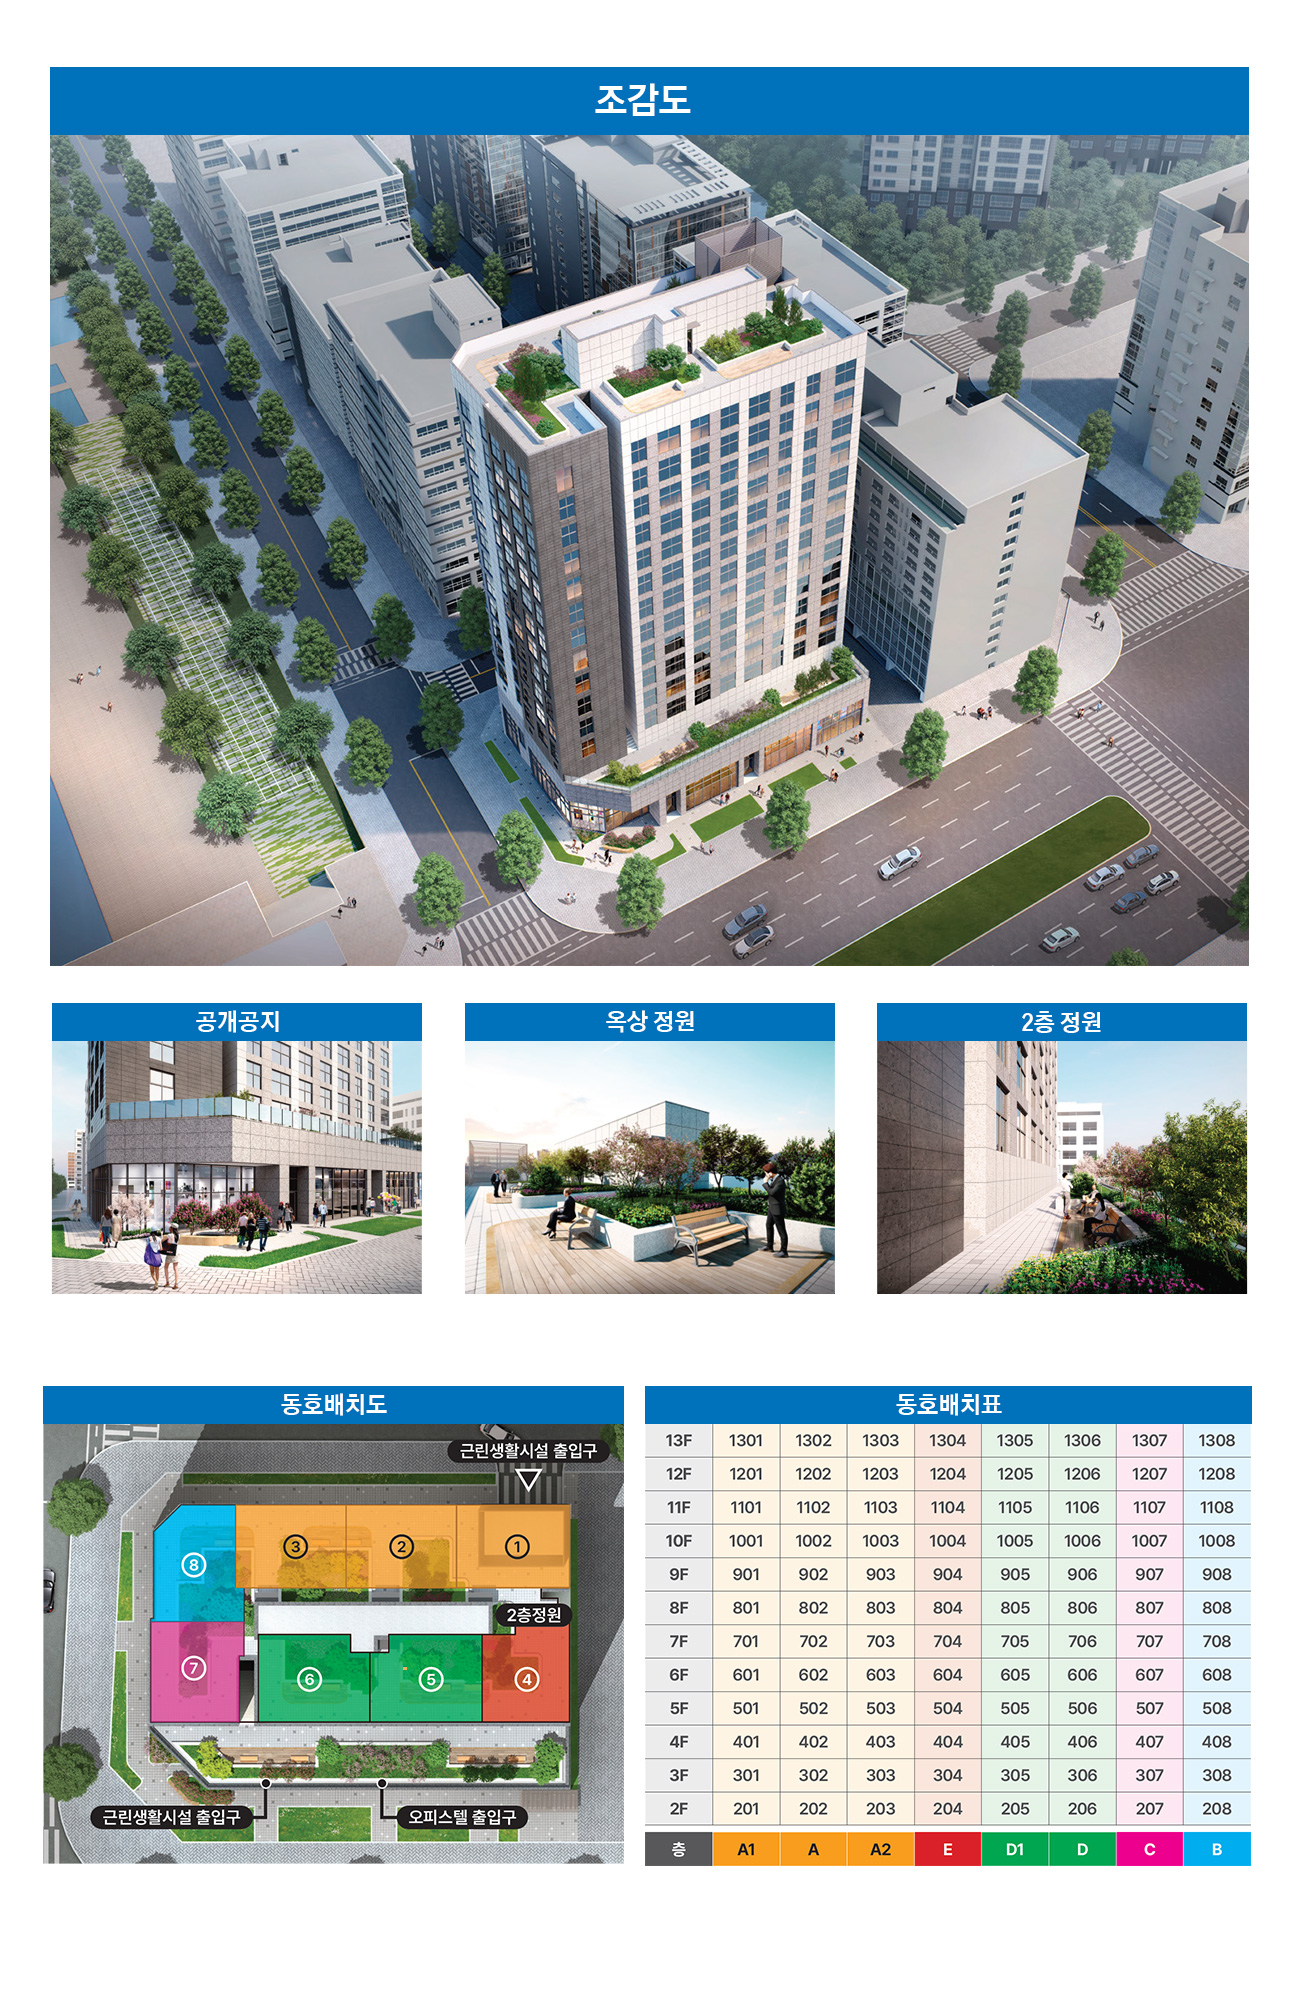 조감도
공개공지
옥상 정원
2층 정원
동호배치도
근린생활시설 출입구
③ ② ①
⑧
2층정원
⑦ ⑥ ⑤ ④
근린생활시설 출입구
오피스텔 출입구
동호배치표
13F 1301 1302 1303 1304 1305 1306 1307 1308
12F 1201 1202 1203 1204 1205 1206 1207 1208
11F 1101 1102 1103 1104 1105 1106 1107 1108
10F 1001 1002 1003 1004 1005 1006 1007 1008
9F 901 902 903 904 905 906 907 908
8F 801 802 803 804 805 806 807 808
7F 701 702 703 704 705 706 707 708
6F 601 602 603 604 605 606 607 608
5F 501 502 503 504 505 506 507 508
4F 401 402 403 404 405 406 407 408
3F 301 302 303 304 305 306 307 308
2F 201 202 203 204 205 206 207 208
층 A1 A A2 E D1 D C B